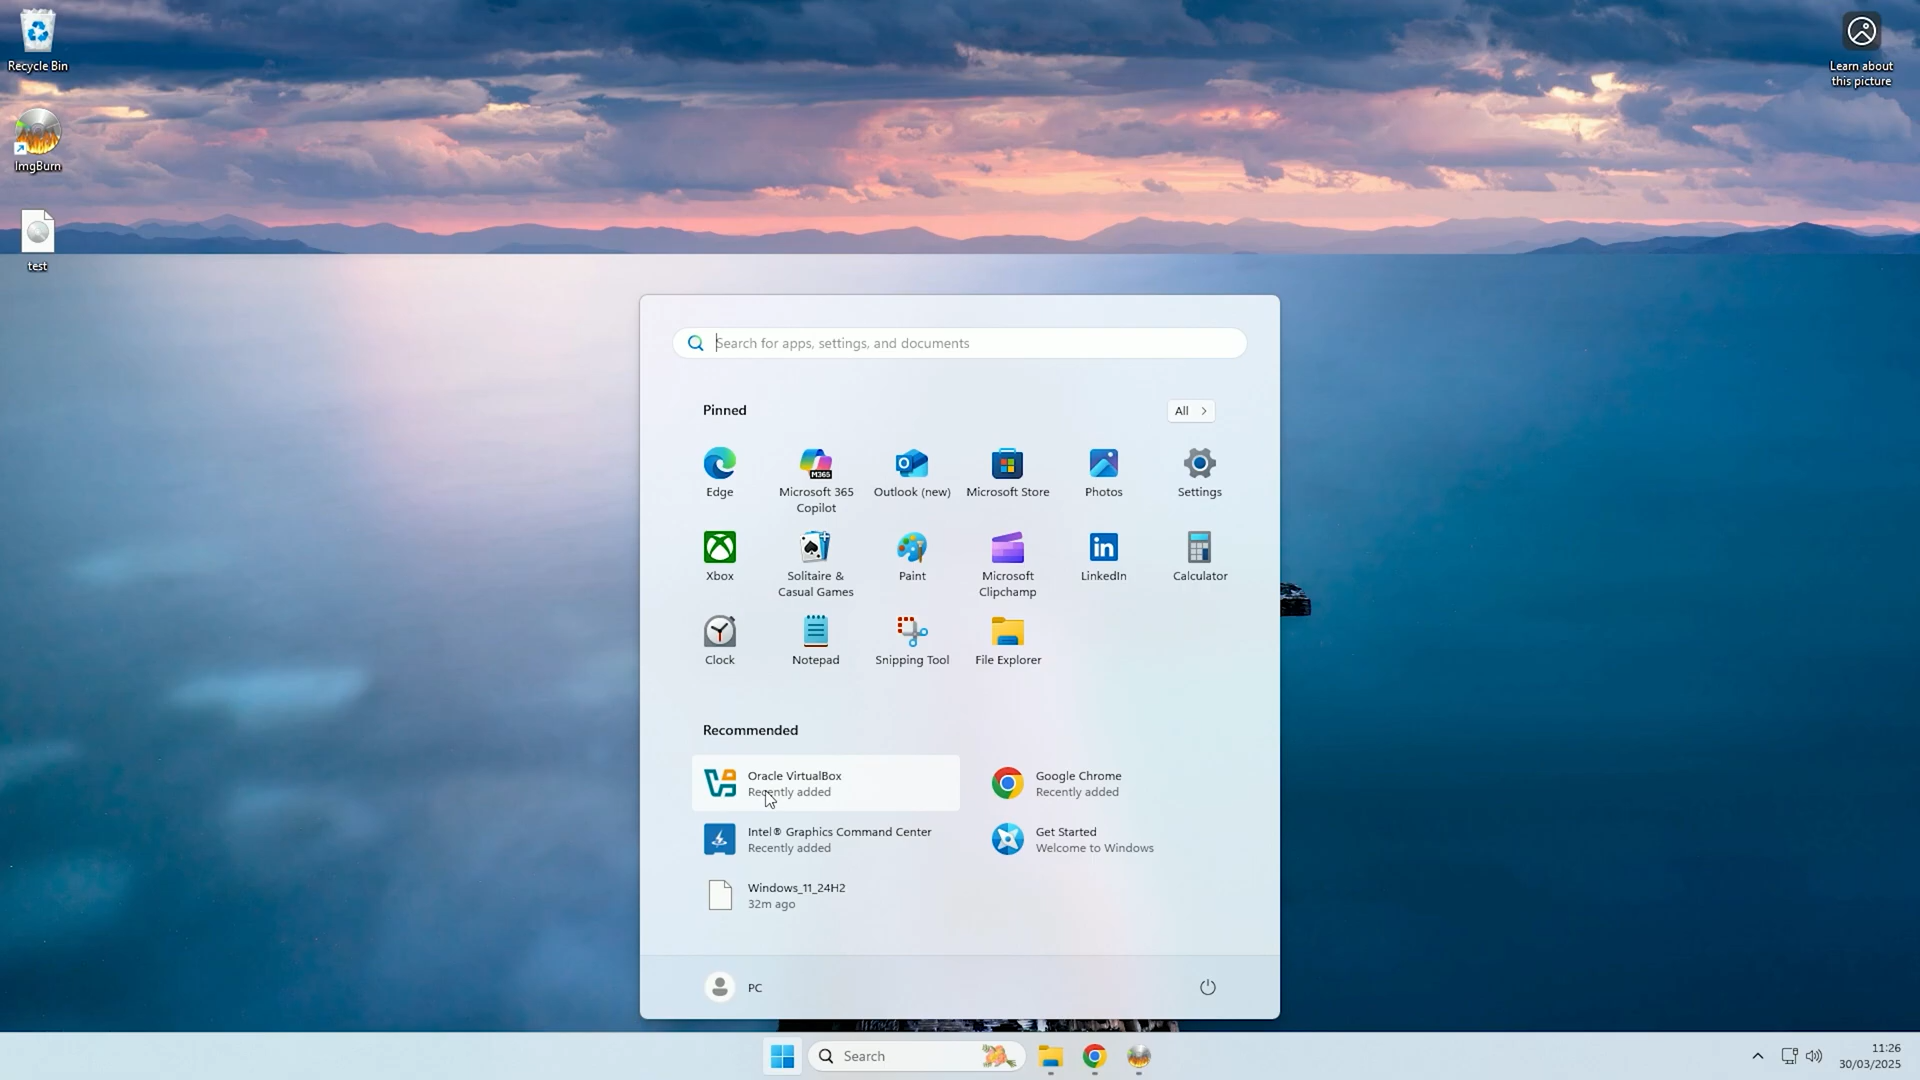 Recycle Bin
ImgBurn
test
Learn about
this picture
Search for apps, settings, and documents
Pinned
All
Edge
Microsoft 365
Copilot
Outlook (new)
Microsoft Store
Photos
Settings
M365
Xbox
Solitaire &
Casual Games
Paint
Microsoft
Clipchamp
LinkedIn
Calculator
Clock
Notepad
Snipping Tool
File Explorer
Recommended
Oracle VirtualBox
Recently added
Google Chrome
Recently added
Intel® Graphics Command Center
Recently added
Get Started
Welcome to Windows
Windows_11_24H2
32m ago
PC
Search
11:26
30/03/2025